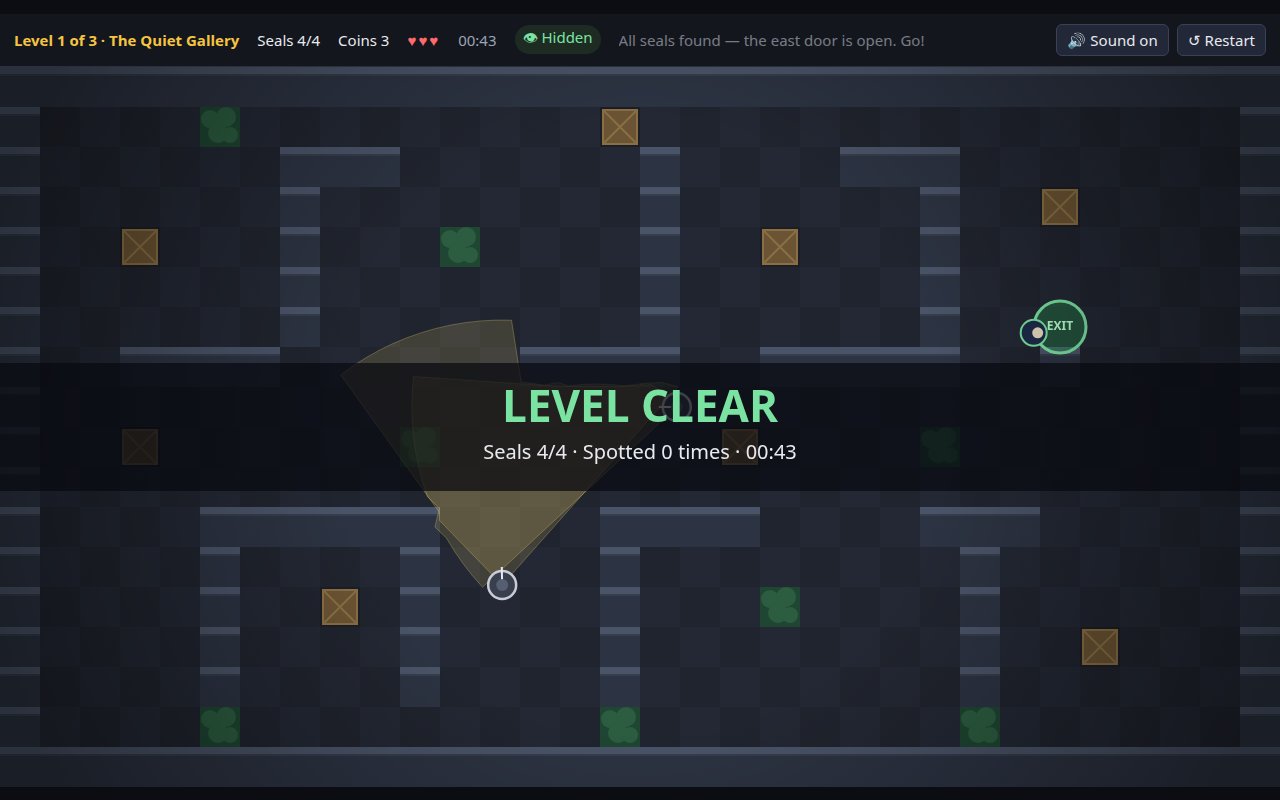 Level 1 of 3 · The Quiet Gallery Seals 4/4 Coins 3 ♥♥♥ 00:43 👁 Hidden All seals found — the east door is open. Go! 🔊 Sound on ↺ Restart
EXIT
LEVEL CLEAR
Seals 4/4 · Spotted 0 times · 00:43